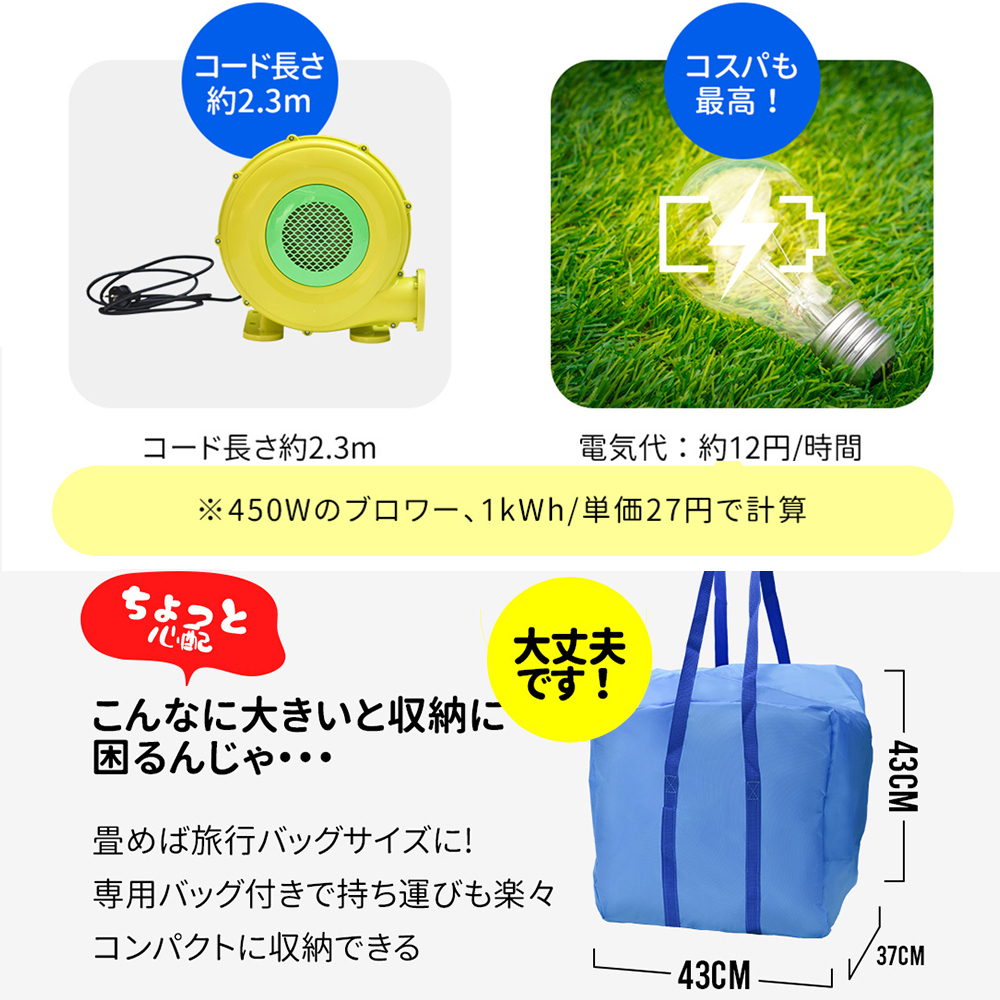 コード長さ
約2.3m
コスパも
最高！
コード長さ約2.3m
電気代：約12円/時間
※450Wのブロワー、1kWh/単価27円で計算
ちょっと
心配
大丈夫
です！
こんなに大きいと収納に
困るんじゃ・・・
畳めば旅行バッグサイズに!
専用バッグ付きで持ち運びも楽々
コンパクトに収納できる
43CM
37CM
43CM